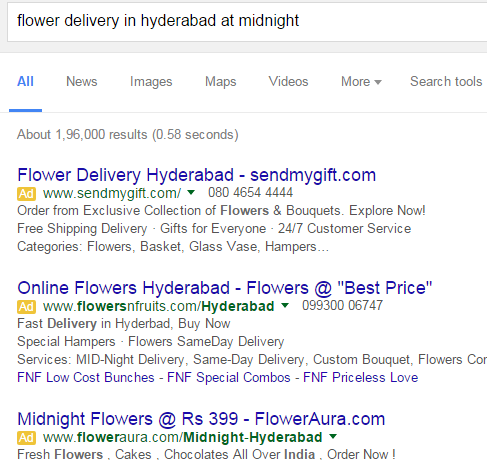 flower delivery in hyderabad at midnight
All News Images Maps Videos More Search tools
About 1,96,000 results (0.58 seconds)
Flower Delivery Hyderabad - sendmygift.com
Ad www.sendmygift.com/ 080 4654 4444
Order from Exclusive Collection of Flowers & Bouquets. Explore Now!
Free Shipping Delivery · Gifts for Everyone · 24/7 Customer Service
Categories: Flowers, Basket, Glass Vase, Hampers...
Online Flowers Hyderabad - Flowers @ "Best Price"
Ad www.flowersnfruits.com/Hyderabad 099300 06747
Fast Delivery in Hyderbad, Buy Now
Special Hampers · Flowers SameDay Delivery
Services: MID-Night Delivery, Same-Day Delivery, Custom Bouquet, Flowers Cor
FNF Low Cost Bunches - FNF Special Combos - FNF Priceless Love
Midnight Flowers @ Rs 399 - FlowerAura.com
Ad www.floweraura.com/Midnight-Hyderabad
Fresh Flowers , Cakes , Chocolates All Over India , Order Now !